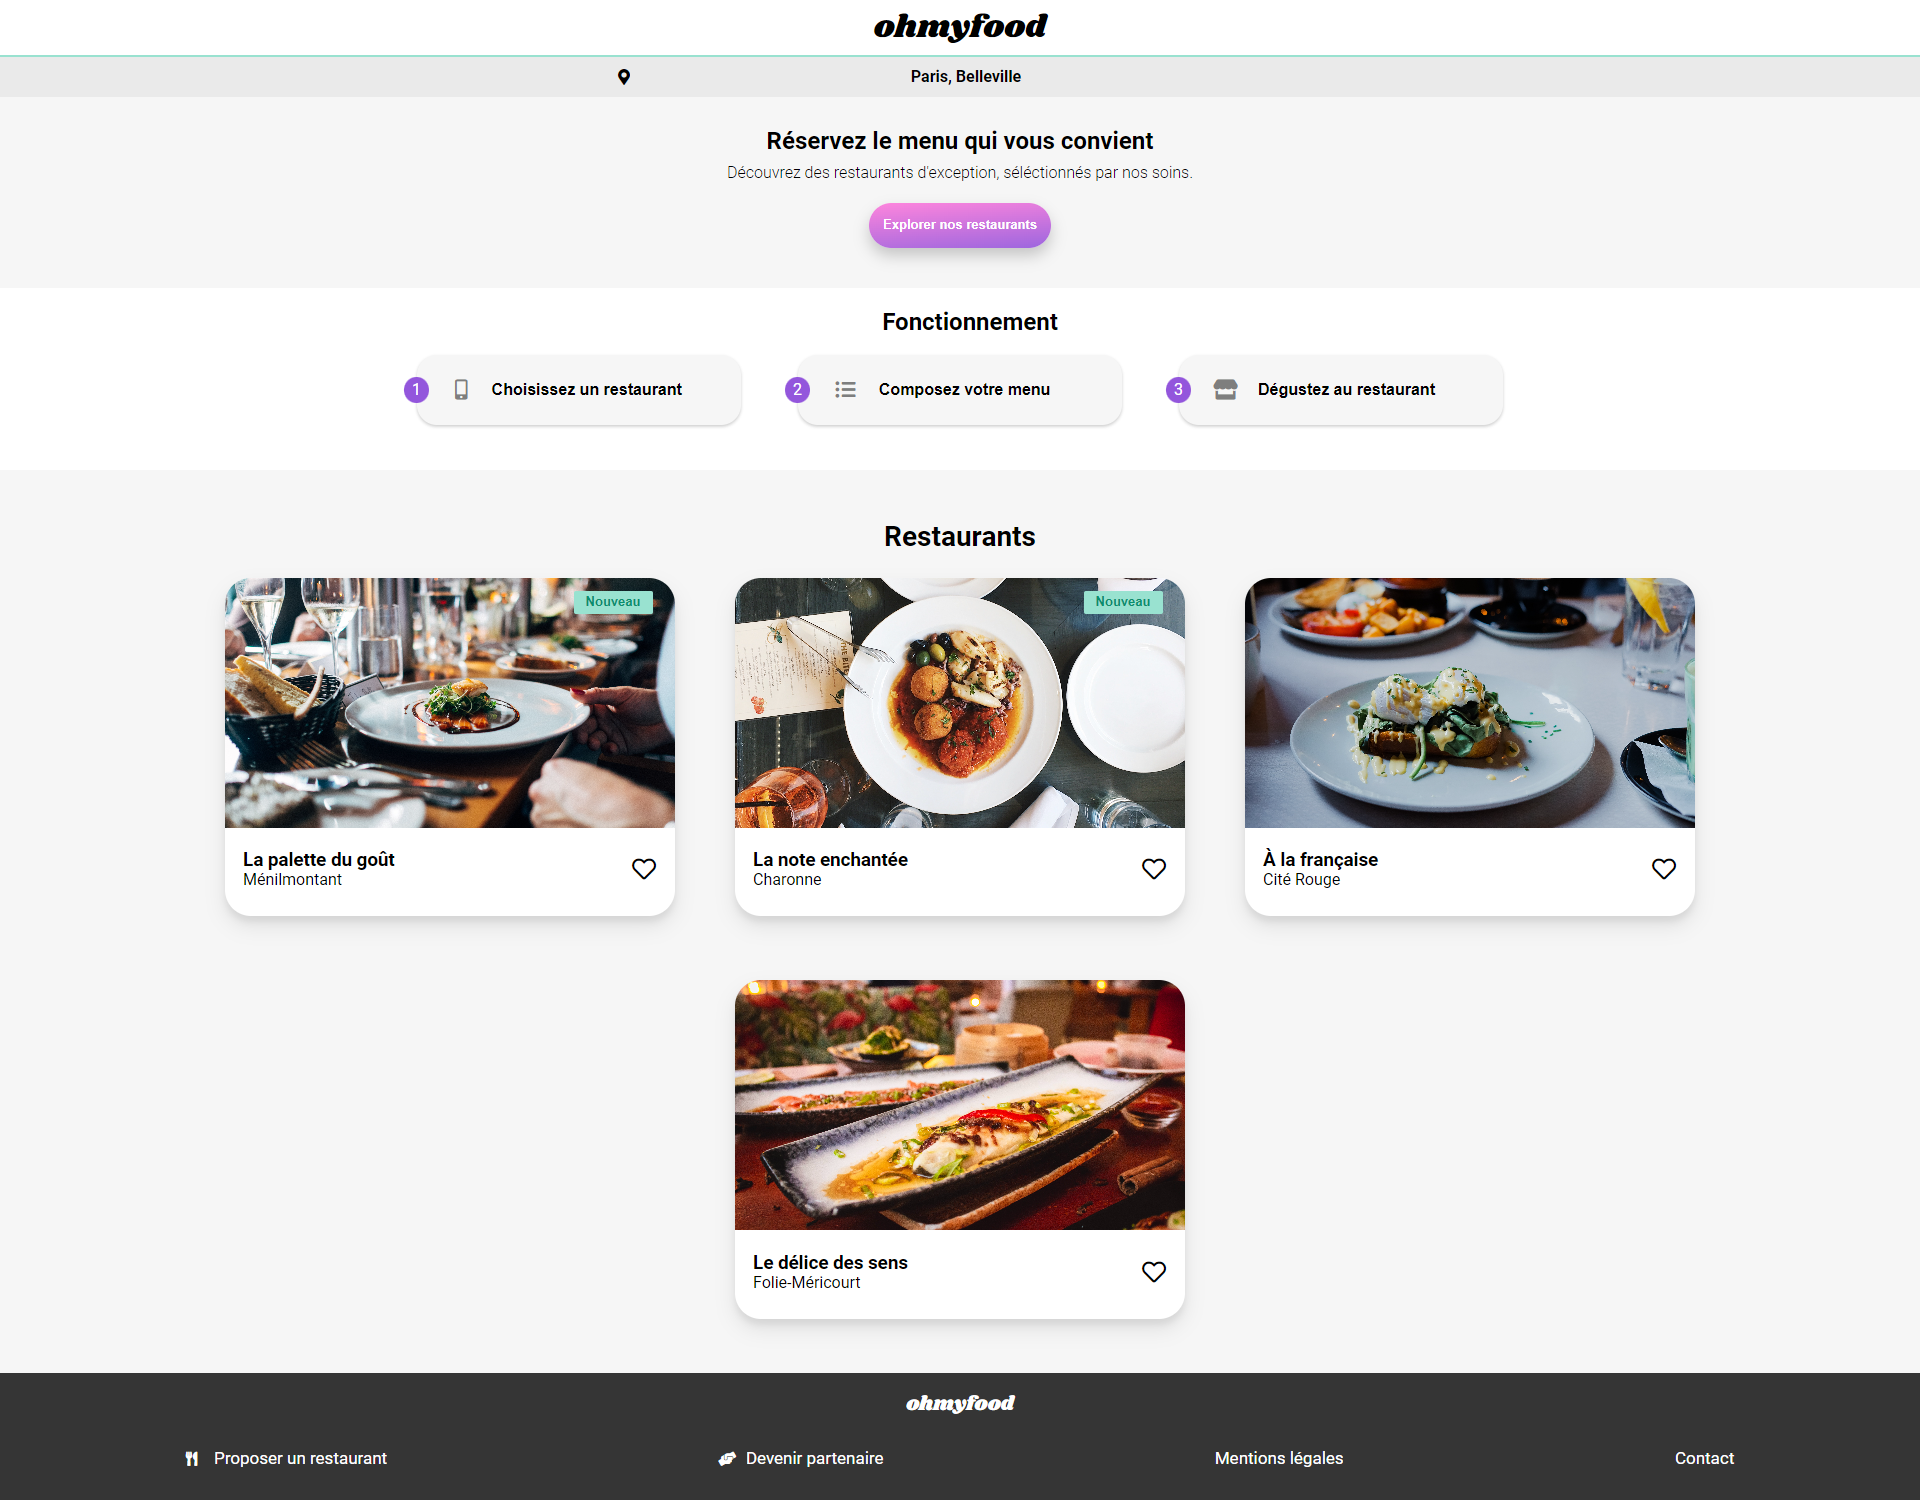 ohmyfood
Paris, Belleville
Réservez le menu qui vous convient
Découvrez des restaurants d'exception, séléctionnés par nos soins.
Explorer nos restaurants
Fonctionnement
1 Choisissez un restaurant
2 Composez votre menu
3 Dégustez au restaurant
Restaurants
Nouveau
Nouveau
La palette du goût
Ménilmontant
La note enchantée
Charonne
À la française
Cité Rouge
Le délice des sens
Folie-Méricourt
ohmyfood
Proposer un restaurant
Devenir partenaire
Mentions légales
Contact